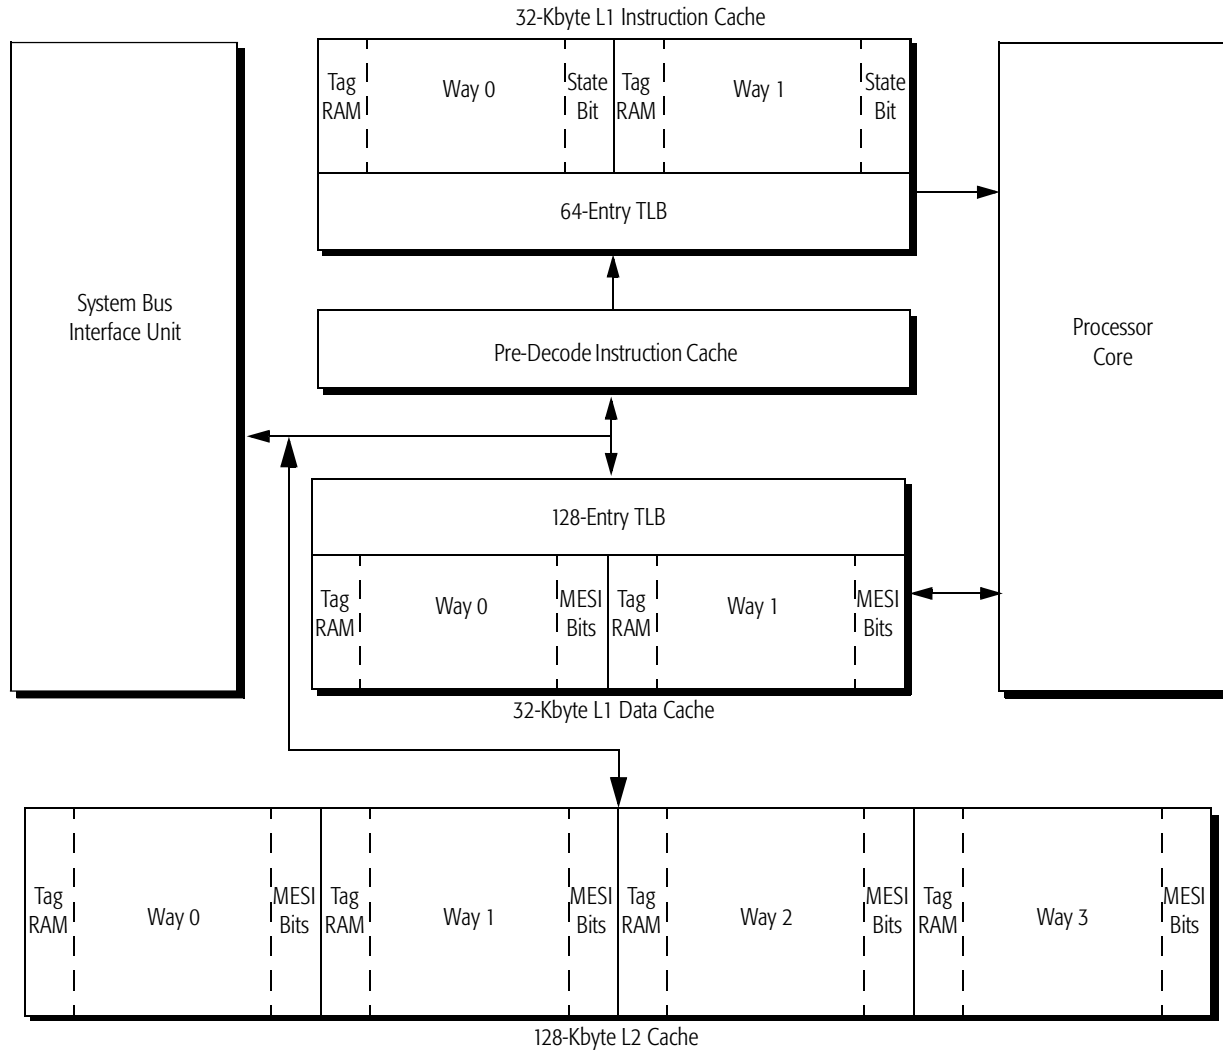 32-Kbyte L1 Instruction Cache
Tag
RAM
Way 0
State
Bit
Tag
RAM
Way 1
State
Bit
64-Entry TLB
System Bus
Interface Unit
Pre-Decode Instruction Cache
Processor
Core
128-Entry TLB
Tag
RAM
Way 0
MESI
Bits
Tag
RAM
Way 1
MESI
Bits
32-Kbyte L1 Data Cache
Tag
RAM
Way 0
MESI
Bits
Tag
RAM
Way 1
MESI
Bits
Tag
RAM
Way 2
MESI
Bits
Tag
RAM
Way 3
MESI
Bits
128-Kbyte L2 Cache